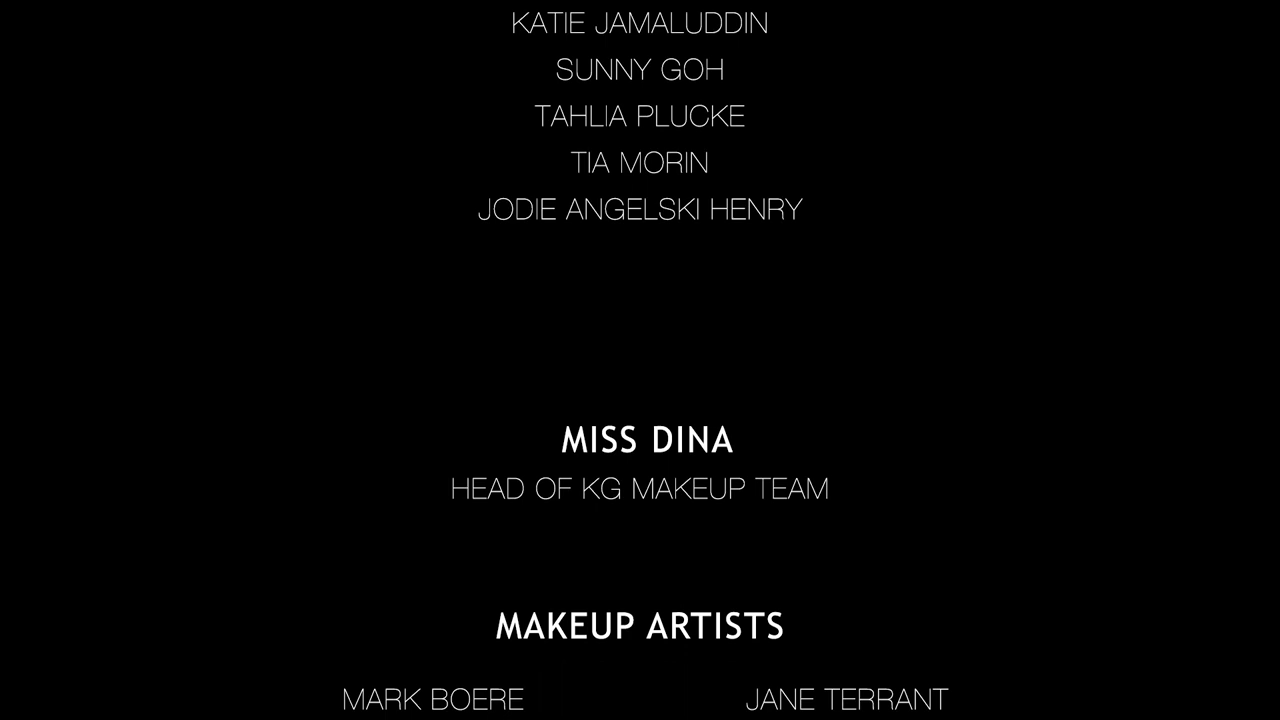 KATIE JAMALUDDIN
SUNNY GOH
TAHLIA PLUCKE
TIA MORIN
JODIE ANGELSKI HENRY
MISS DINA
HEAD OF KG MAKEUP TEAM
MAKEUP ARTISTS
MARK BOERE JANE TERRANT